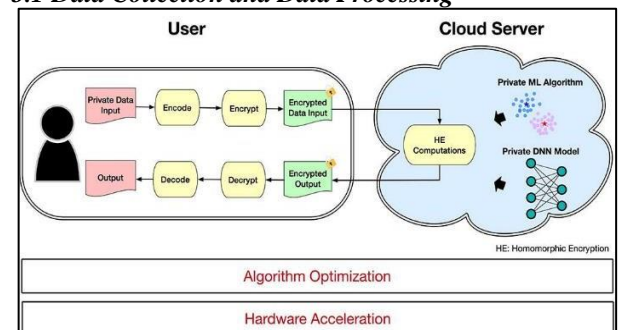 3.1 Data Collection and Data Processing
User
Cloud Server
Private Data
Input
Encode
Encrypt
Encrypted
Data Input
Private ML Algorithm
HE
Computations
Private DNN Model
Output
Decode
Decrypt
Encrypted
Output
HE: Homomorphic Encryption
Algorithm Optimization
Hardware Acceleration